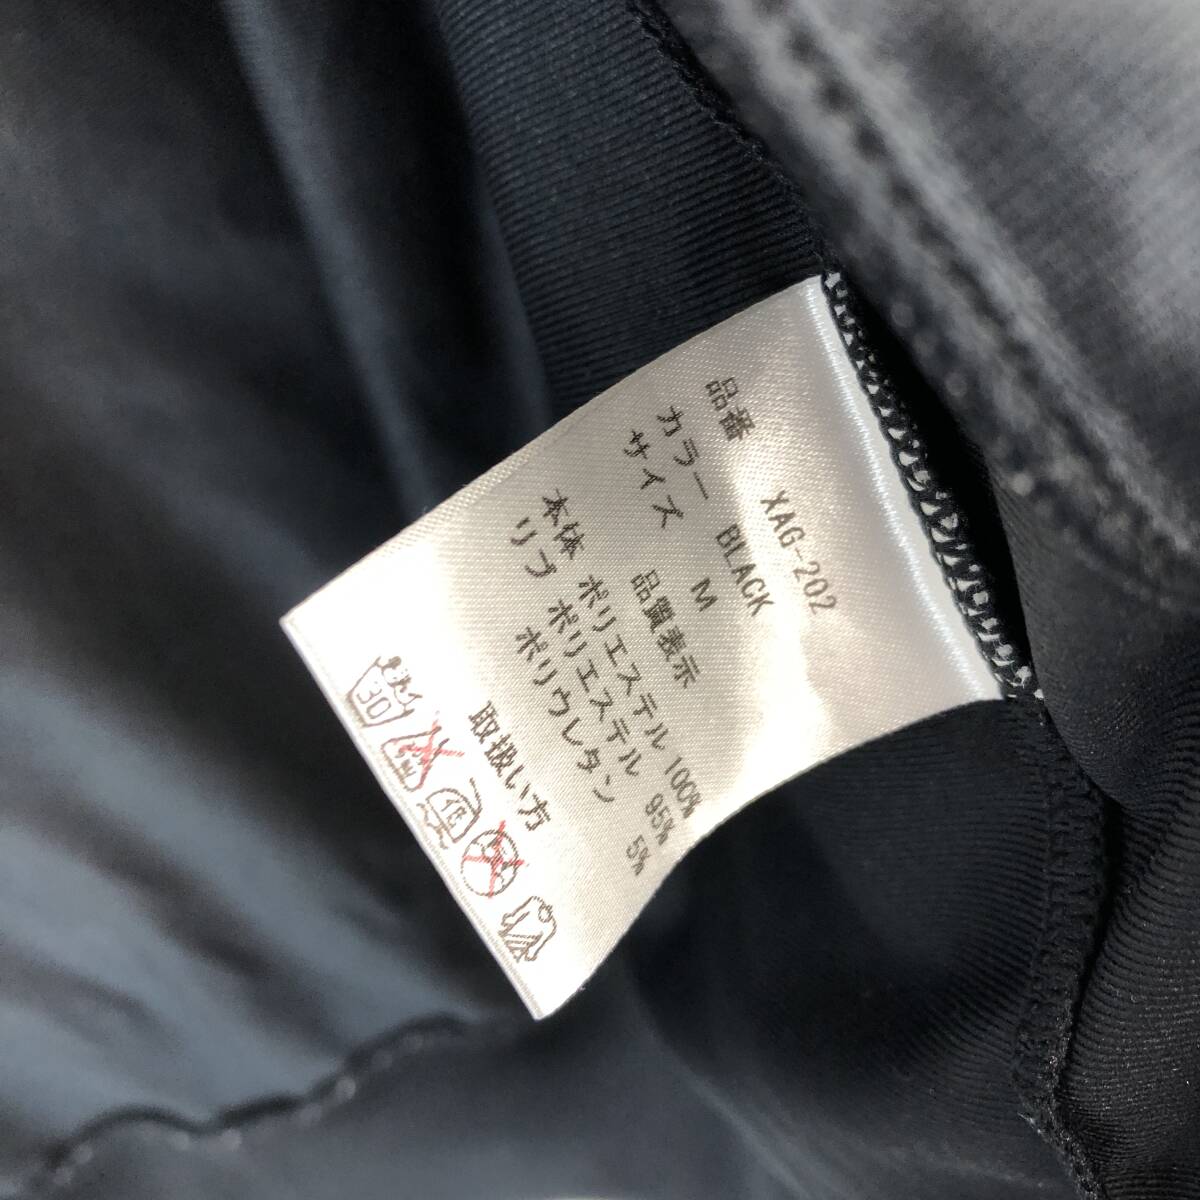 品番 XAG-202
カラー BLACK
サイズ M
品質表示
本体 ポリエステル 100%
リブ ポリエステル 95%
ポリウレタン 5%
取扱い方
30